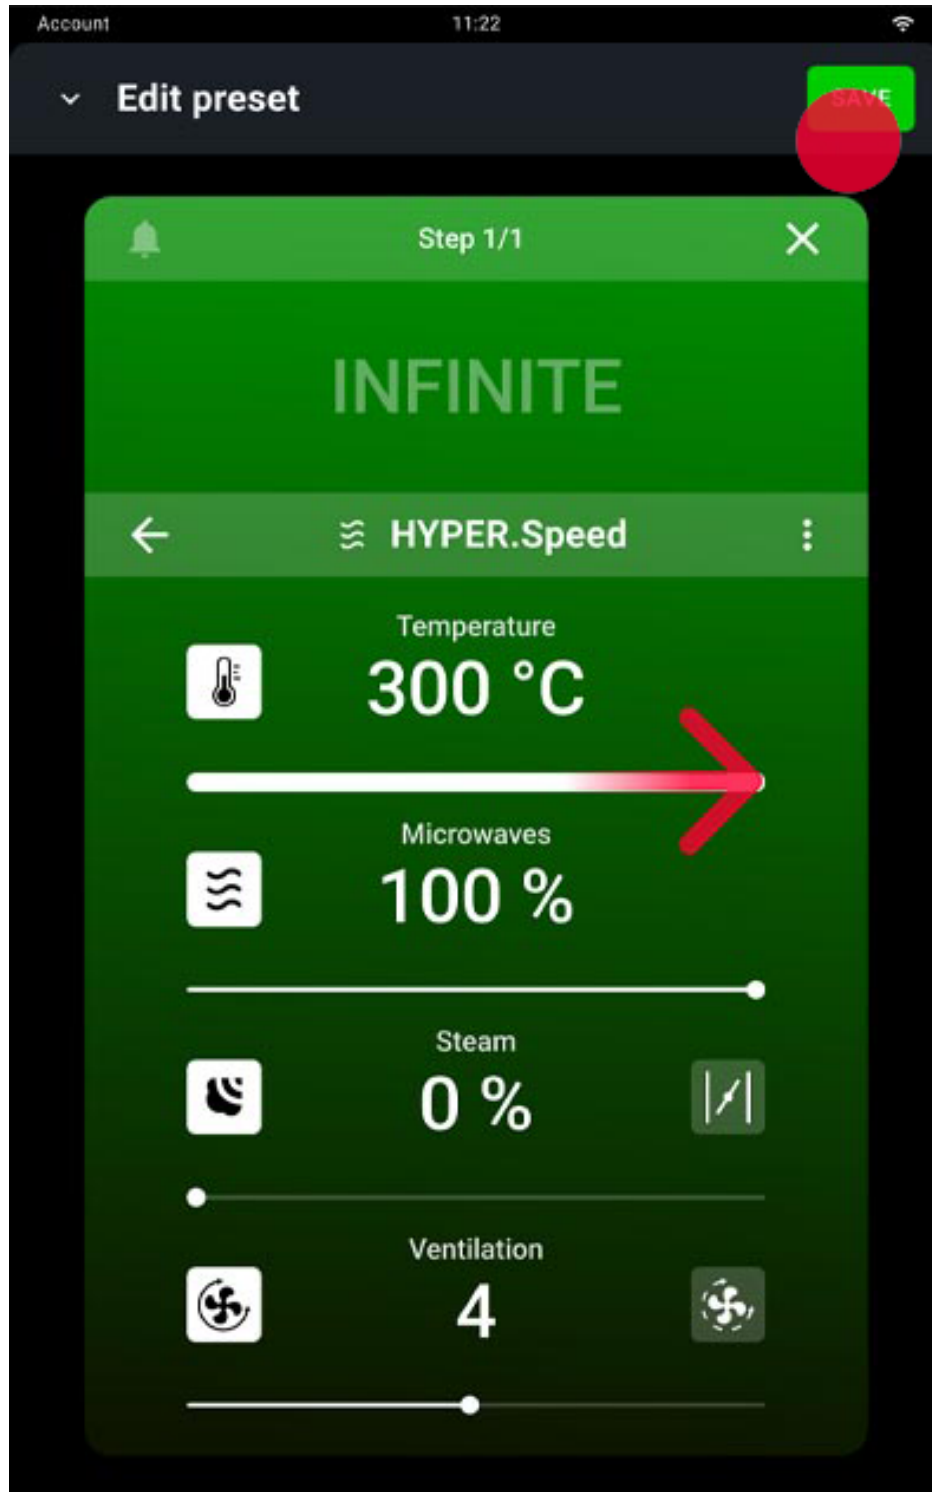 Account 11:22
Edit preset SAVE
Step 1/1
INFINITE
HYPER.Speed
Temperature
300 °C
Microwaves
100 %
Steam
0 %
Ventilation
4